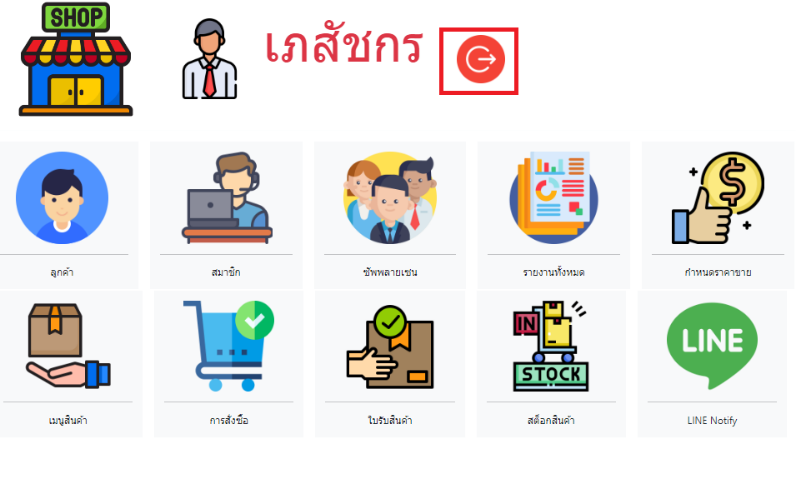 SHOP
เภสัชกร
ลูกค้า
สมาชิก
ซัพพลายเชน
รายงานทั้งหมด
กำหนดราคาขาย
IN
STOCK
LINE
เมนูสินค้า
การสั่งซื้อ
ใบรับสินค้า
สต็อกสินค้า
LINE Notify